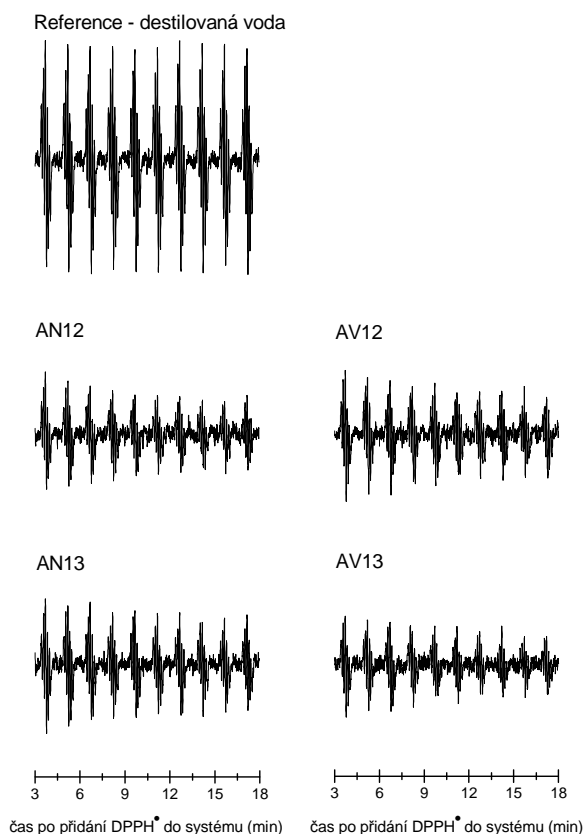 Reference - destilovaná voda
AN12
AV12
AN13
AV13
3 6 9 12 15 18
3 6 9 12 15 18
čas po přidání DPPH• do systému (min)
čas po přidání DPPH• do systému (min)